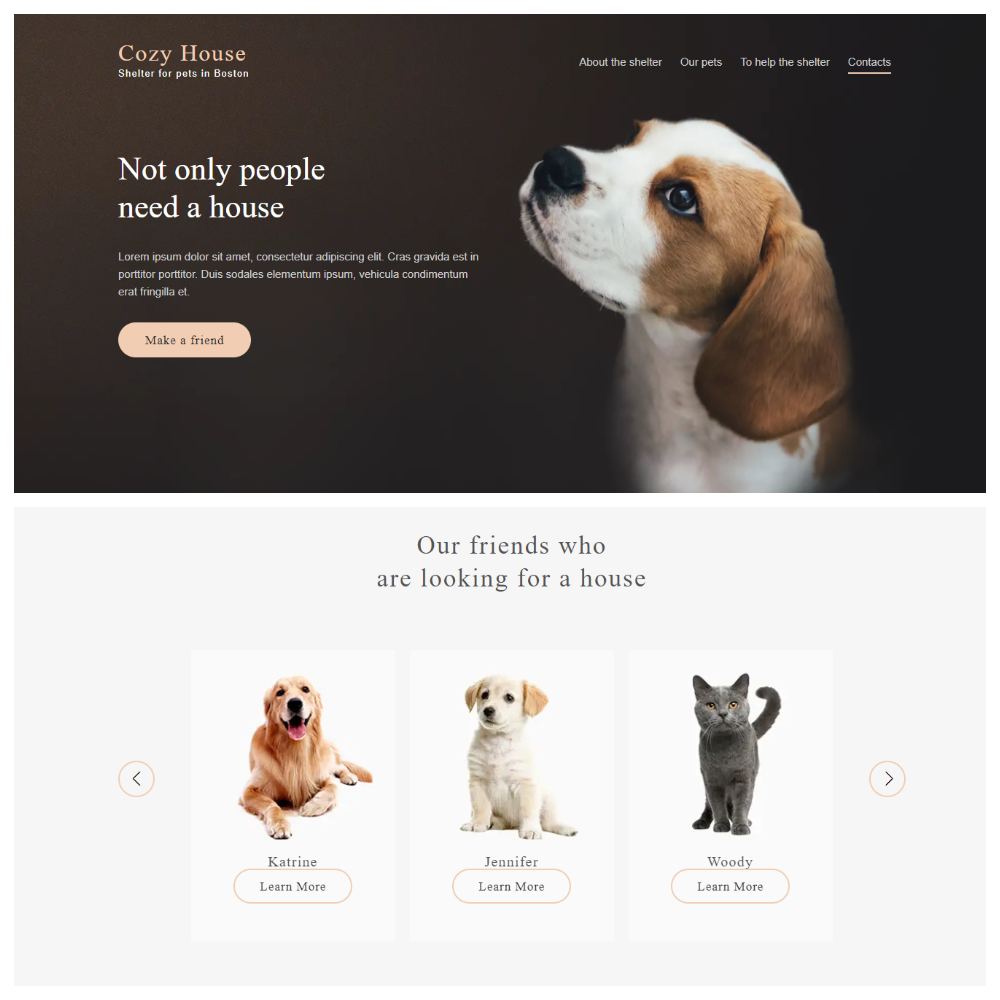 Cozy House
Shelter for pets in Boston
About the shelter Our pets To help the shelter Contacts
Not only people
need a house
Lorem ipsum dolor sit amet, consectetur adipiscing elit. Cras gravida est in
porttitor porttitor. Duis sodales elementum ipsum, vehicula condimentum
erat fringilla et.
Make a friend
Our friends who
are looking for a house
Katrine
Learn More
Jennifer
Learn More
Woody
Learn More